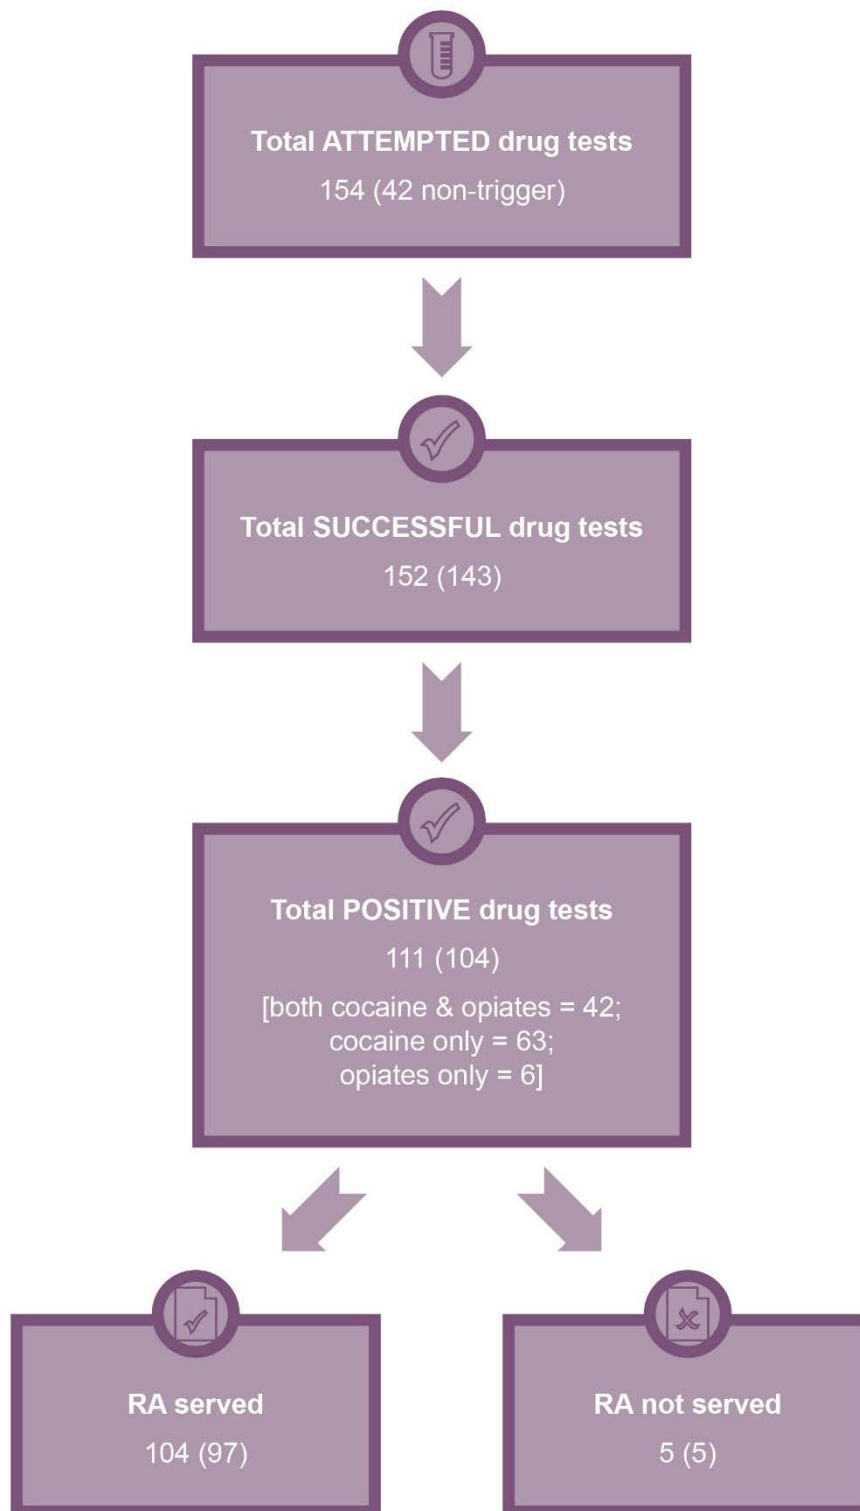 Total ATTEMPTED drug tests
154 (42 non-trigger)
Total SUCCESSFUL drug tests
152 (143)
Total POSITIVE drug tests
111 (104)
[both cocaine & opiates = 42;
cocaine only = 63;
opiates only = 6]
RA served
104 (97)
RA not served
5 (5)